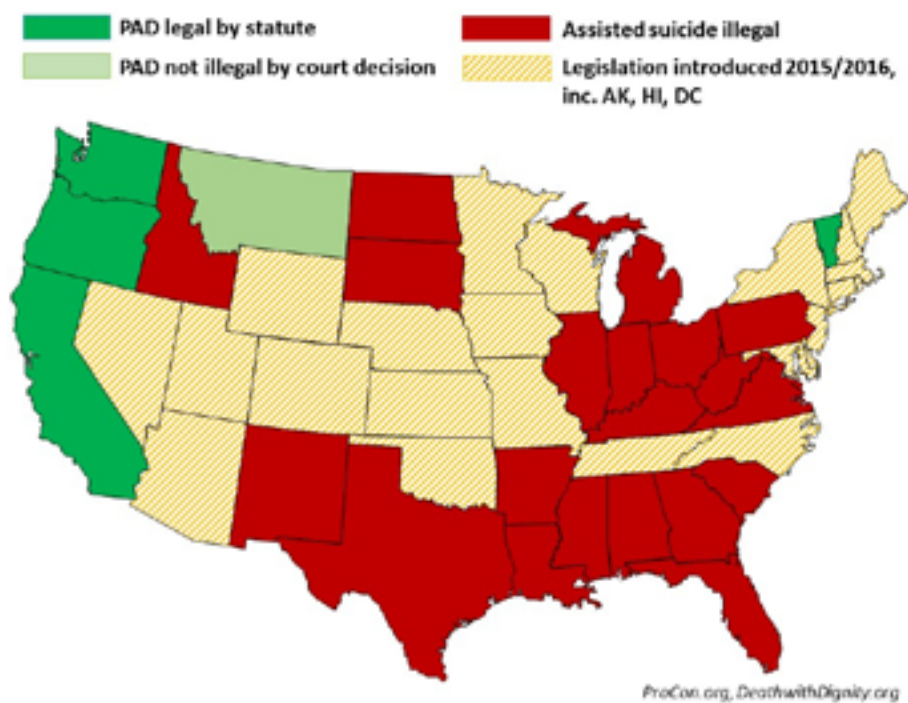 PAD legal by statute
Assisted suicide illegal
PAD not illegal by court decision
Legislation introduced 2015/2016,
inc. AK, HI, DC
ProCon.org, DeathwithDignity.org